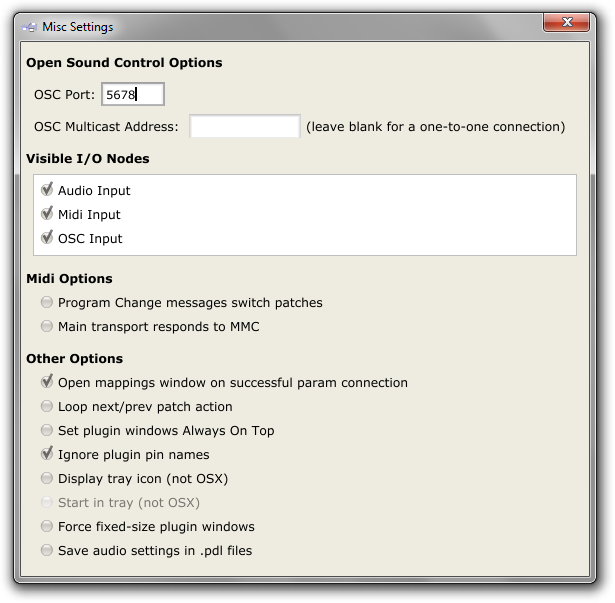 Misc Settings
Open Sound Control Options
OSC Port: 5678
OSC Multicast Address: (leave blank for a one-to-one connection)
Visible I/O Nodes
Audio Input
Midi Input
OSC Input
Midi Options
Program Change messages switch patches
Main transport responds to MMC
Other Options
Open mappings window on successful param connection
Loop next/prev patch action
Set plugin windows Always On Top
Ignore plugin pin names
Display tray icon (not OSX)
Start in tray (not OSX)
Force fixed-size plugin windows
Save audio settings in .pdl files